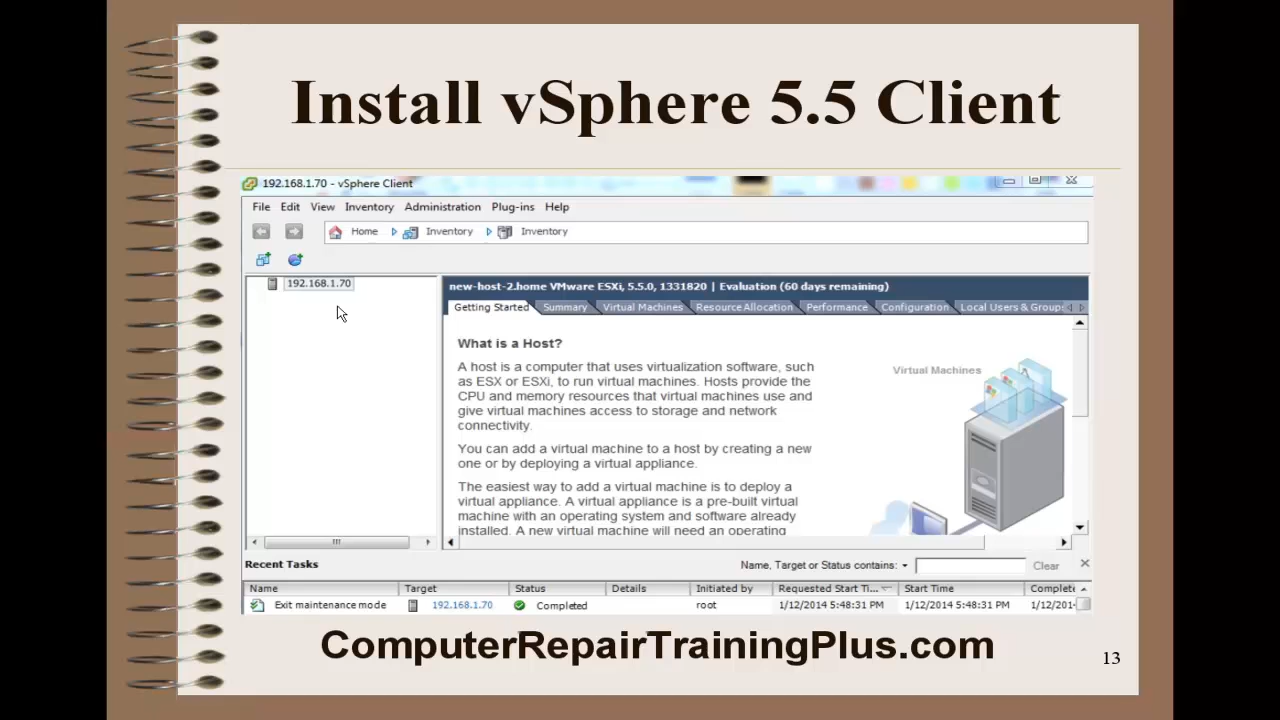 Install vSphere 5.5 Client
192.168.1.70 - vSphere Client
File Edit View Inventory Administration Plug-ins Help
Home Inventory Inventory
192.168.1.70
new-host-2.home VMware ESXi, 5.5.0, 1331820 | Evaluation (60 days remaining)
Getting Started Summary Virtual Machines Resource Allocation Performance Configuration Local Users & Groups
What is a Host?
A host is a computer that uses virtualization software, such
as ESX or ESXi, to run virtual machines. Hosts provide the
CPU and memory resources that virtual machines use and
give virtual machines access to storage and network
connectivity.
You can add a virtual machine to a host by creating a new
one or by deploying a virtual appliance.
The easiest way to add a virtual machine is to deploy a
virtual appliance. A virtual appliance is a pre-built virtual
machine with an operating system and software already
installed. A new virtual machine will need an operating
Virtual Machines
Recent Tasks
Name, Target or Status contains: Clear
Name Target Status Details Initiated by Requested Start Ti... Start Time Complete
Exit maintenance mode 192.168.1.70 Completed root 1/12/2014 5:48:31 PM 1/12/2014 5:48:31 PM 1/12/201
ComputerRepairTrainingPlus.com
13